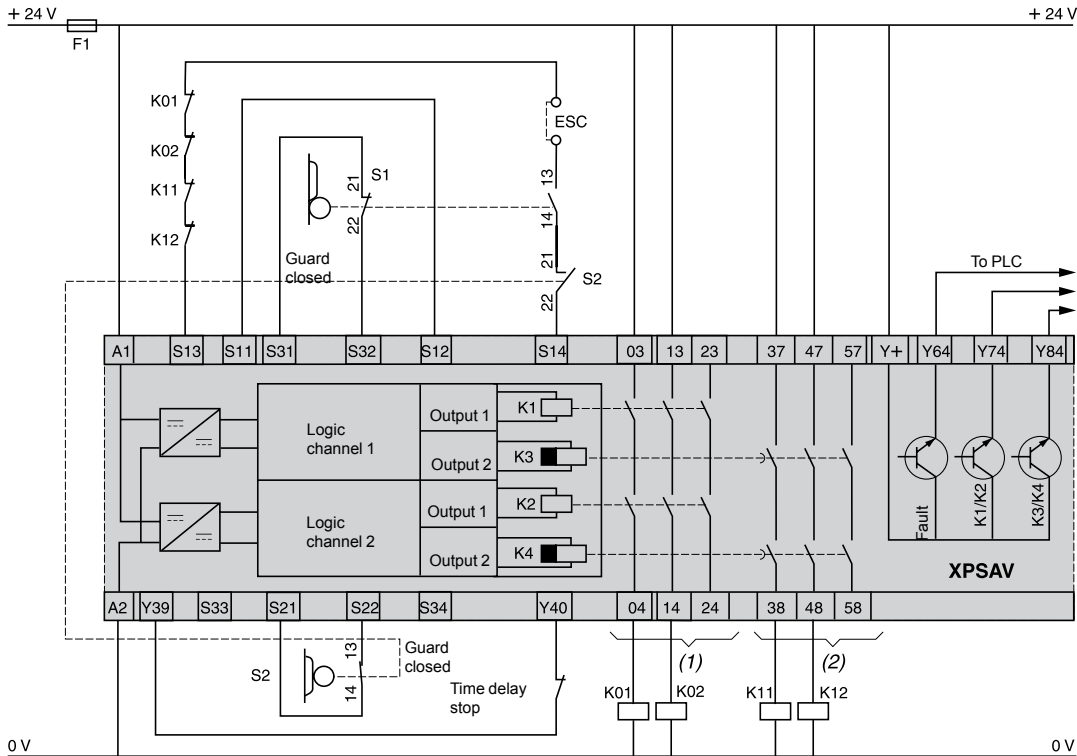 + 24 V
+ 24 V
F1
K01
ESC
K02
13
S1
21
K11
14
22
K12
Guard
closed
21
S2
22
To PLC
A1 S13 S11 S31 S32 S12 S14 03 13 23 37 47 57 Y+ Y64 Y74 Y84
Logic
channel 1
Output 1
K1
Output 2
K3
Logic
channel 2
Output 1
K2
Output 2
K4
Fault
K1/K2
K3/K4
XPSAV
A2 Y39 S33 S21 S22 S34 Y40 04 14 24 38 48 58
S2
13
14
Guard
closed
Time delay
stop
(1)
(2)
K01
K02
K11
K12
0 V
0 V